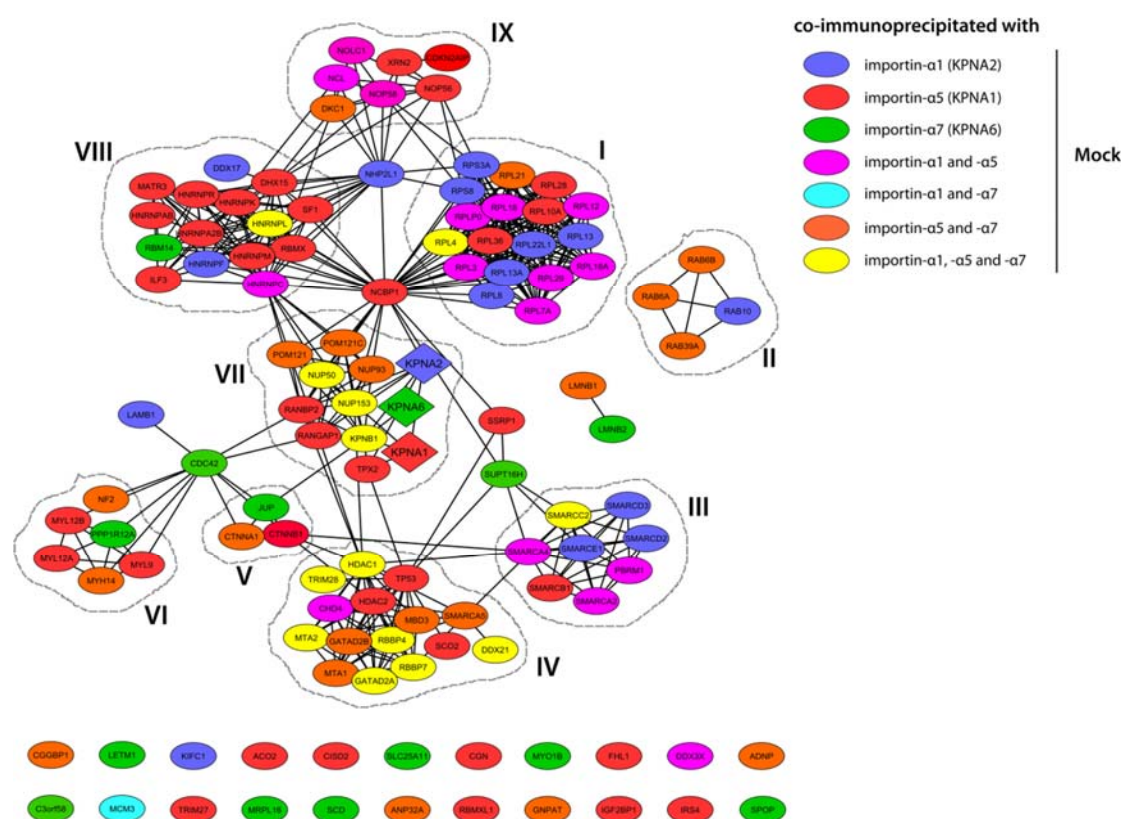 co-immunoprecipitated with
importin-α1 (KPNA2)
importin-α5 (KPNA1)
importin-α7 (KPNA6)
importin-α1 and -α5
importin-α1 and -α7
importin-α5 and -α7
importin-α1, -α5 and -α7
Mock
IX
NOLC1
XRN2
CDKN2AIP
NCL
NOP58
NOP56
DKC1
VIII
DDX17
MATR3
HNRNPR
DHX15
HNRNPK
HNRNPAB
SF1
HNRNPL
HNRNPA2B
RBM14
RBMX
HNRNPF
HNRNPM
ILF3
HNRNPC
NHP2L1
NCBP1
I
RPS3A
RPL21
RPS8
RPL28
RPL18
RPLP0
RPL10A
RPL12
RPL4
RPL36
RPL22L1
RPL13
RPL3
RPL13A
RPL18A
RPL8
RPL7A
RAB6B
RAB6A
RAB10
RAB39A
II
VII
POM121
POM121C
NUP93
KPNA2
NUP50
NUP153
KPNA6
RANBP2
RANGAP1
KPNB1
KPNA1
TPX2
LMNB1
LMNB2
LAMB1
SSRP1
CDC42
SUPT16H
NF2
MYL12B
PPP1R12A
MYL12A
MYL9
MYH14
VI
JUP
CTNNA1
CTNNB1
V
III
SMARCC2
SMARCD3
SMARCA4
SMARCE1
SMARCD2
PBRM1
SMARCB1
SMARCA2
HDAC1
TRIM28
TP53
CHD4
HDAC2
MBD3
SMARCA5
MTA2
GATAD2B
RBBP4
SCO2
DDX21
MTA1
RBBP7
GATAD2A
IV
CGGBP1 LETM1 KIFC1 ACO2 CISD2 SLC25A11 CGN MYO1B FHL1 DDX3X ADNP
C3orf58 MCM3 TRIM27 MRPL16 SCD ANP32A RBMXL1 GNPAT IGF2BP1 IRS4 SPOP